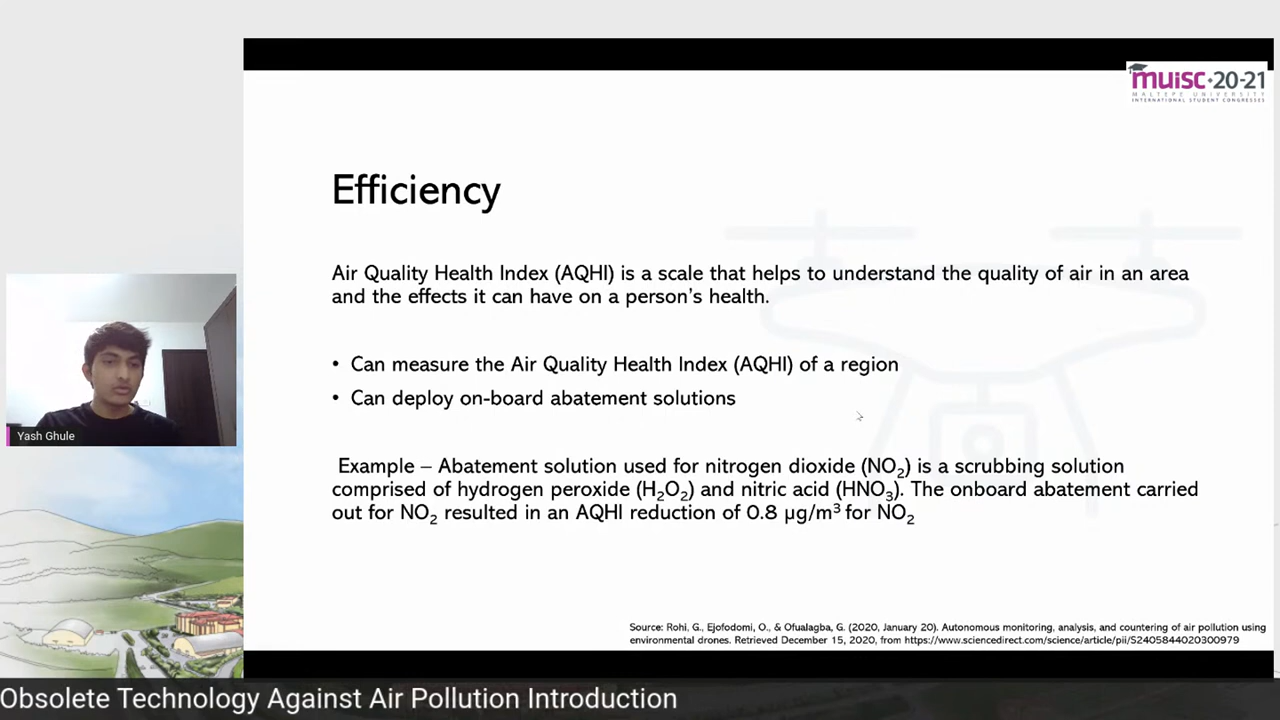 muisc·20-21
MALTEPE UNIVERSITY
INTERNATIONAL STUDENT CONGRESSES
Efficiency
Air Quality Health Index (AQHI) is a scale that helps to understand the quality of air in an area
and the effects it can have on a person’s health.
• Can measure the Air Quality Health Index (AQHI) of a region
• Can deploy on-board abatement solutions
Example – Abatement solution used for nitrogen dioxide (NO₂) is a scrubbing solution
comprised of hydrogen peroxide (H₂O₂) and nitric acid (HNO₃). The onboard abatement carried
out for NO₂ resulted in an AQHI reduction of 0.8 µg/m³ for NO₂
Yash Ghule
Source: Rohi, G., Ejofodomi, O., & Ofualagba, G. (2020, January 20). Autonomous monitoring, analysis, and countering of air pollution using
environmental drones. Retrieved December 15, 2020, from https://www.sciencedirect.com/science/article/pii/S2405844020300979
Obsolete Technology Against Air Pollution Introduction